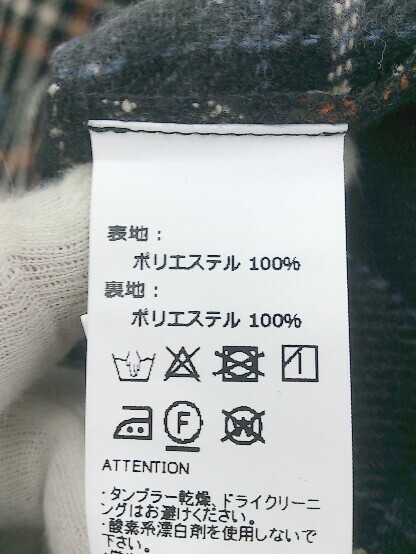 表地：
ポリエステル 100%
裏地：
ポリエステル 100%
F W
ATTENTION
・タンブラー乾燥、ドライクリーニ
ングはお避けください。
・酸素系漂白剤を使用しないで
下さい。